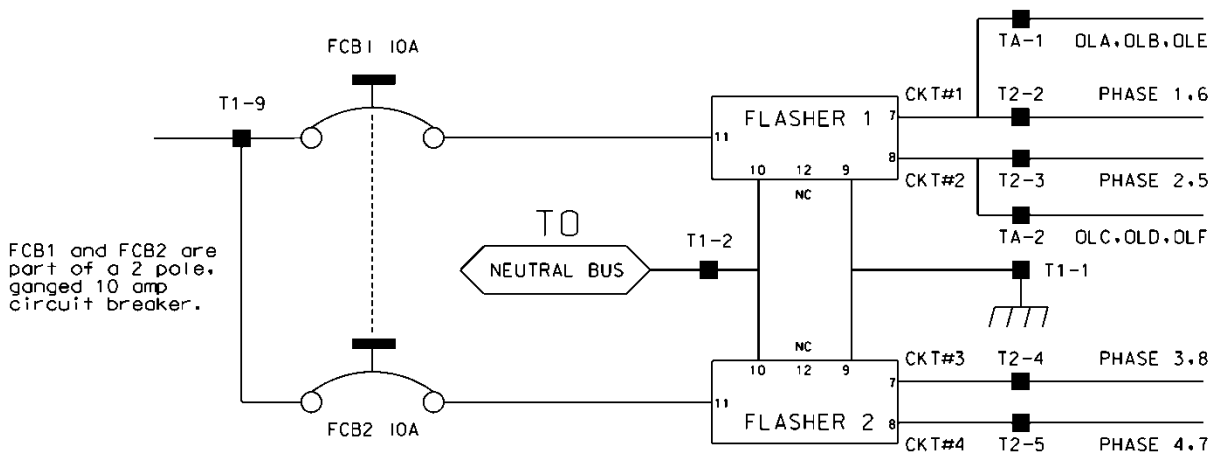 FCB1 10A
T1-9
TA-1 OLA,OLB,OLE
CKT#1 T2-2 PHASE 1,6
FLASHER 1
7
11
8
10 12 9
NC
CKT#2 T2-3 PHASE 2,5
TA-2 OLC,OLD,OLF
TO
NEUTRAL BUS
T1-2
T1-1
FCB1 and FCB2 are
part of a 2 pole,
ganged 10 amp
circuit breaker.
NC
10 12 9
CKT#3 T2-4 PHASE 3,8
7
11
FLASHER 2
8
FCB2 10A
CKT#4 T2-5 PHASE 4,7